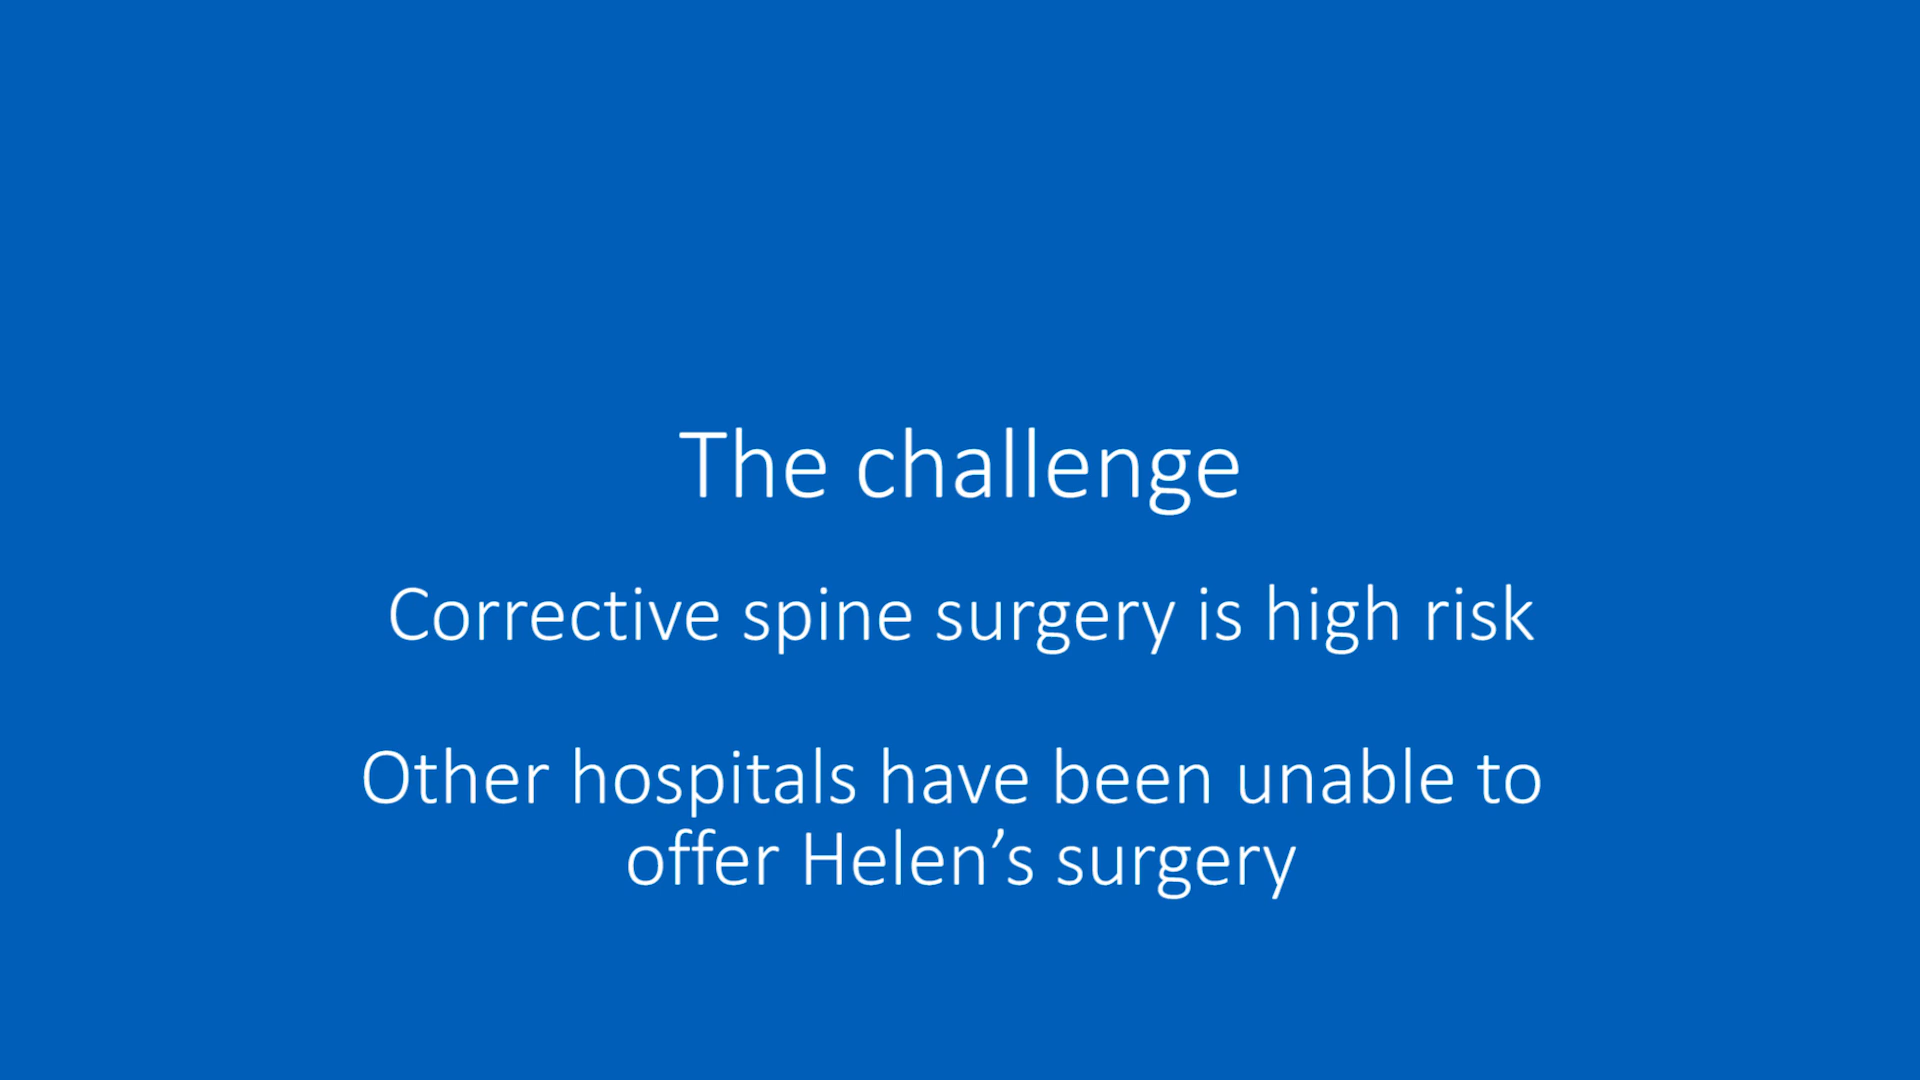 The challenge
Corrective spine surgery is high risk
Other hospitals have been unable to
offer Helen’s surgery